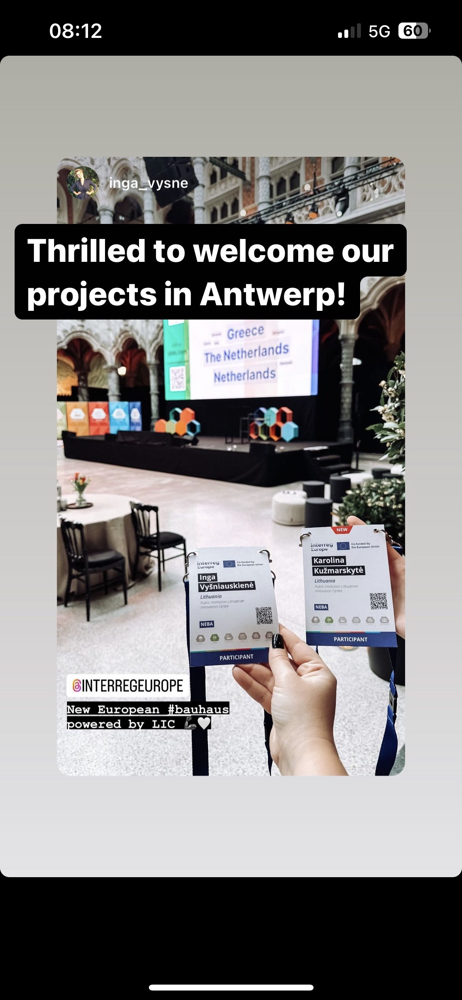 08:12
5G 60
inga_vysne
Thrilled to welcome our
projects in Antwerp!
Greece
The Netherlands
Netherlands
NEW
Interreg
Europe
Co-funded by
the European Union
Karolina
Kužmarskytė
Lithuania
Public Institution Lithuanian
Innovation Centre
NEBA
PARTICIPANT
Interreg
Europe
Co-funded by
the European Union
Inga
Vyšniauskienė
Lithuania
Public Institution Lithuanian
Innovation Centre
NEBA
PARTICIPANT
@INTERREGEUROPE
New European #bauhaus
powered by LIC 💪🏿🤍